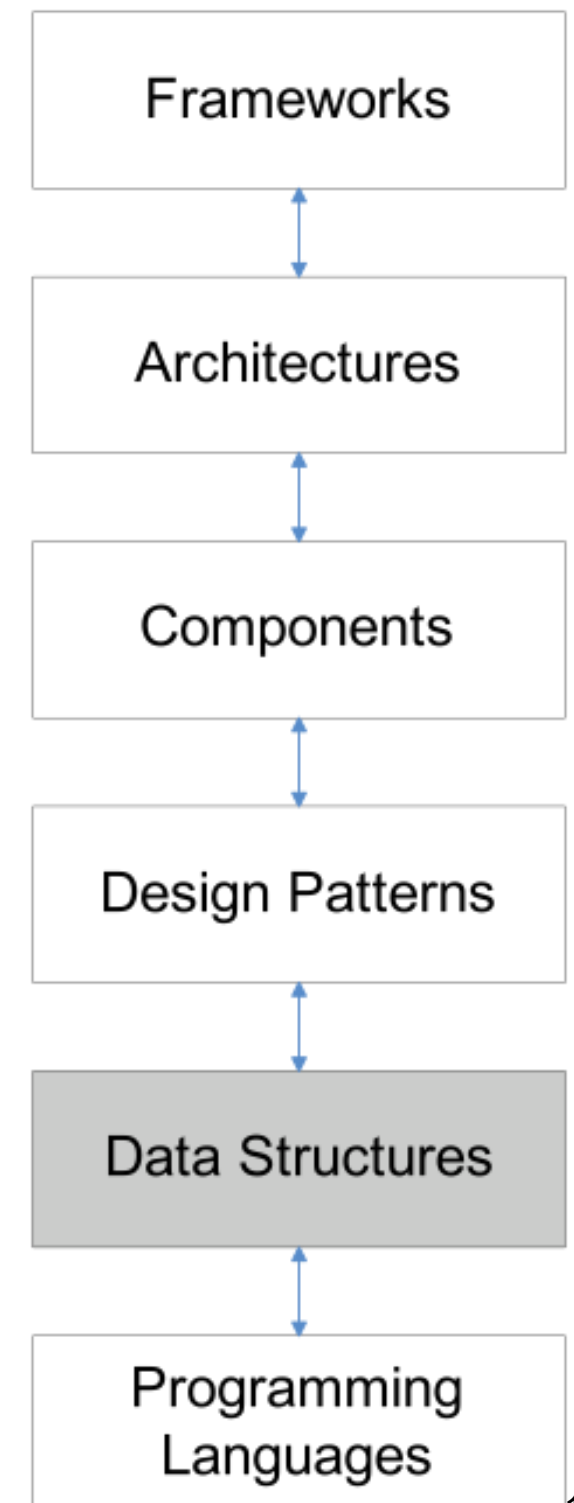 Frameworks
Architectures
Components
Design Patterns
Data Structures
Programming
Languages